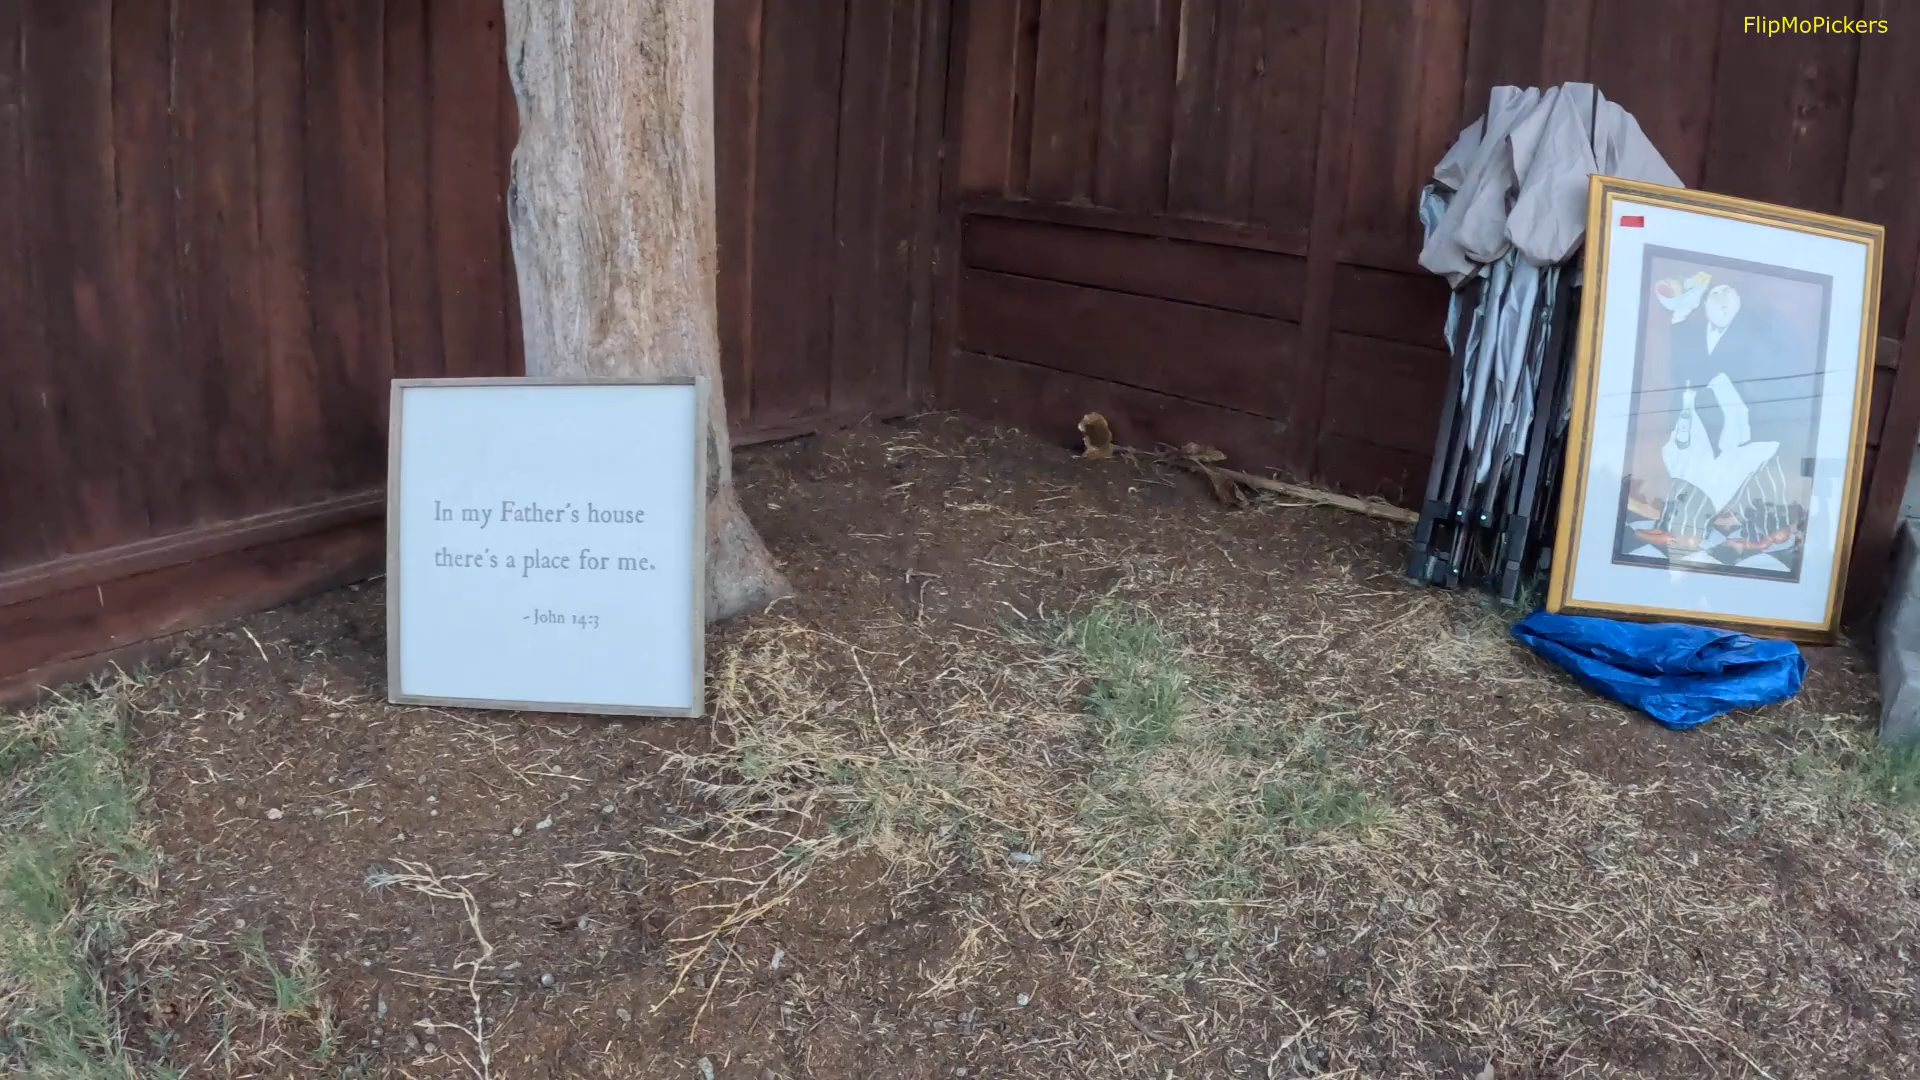 FlipMoPickers
In my Father's house
there's a place for me.
- John 14:3